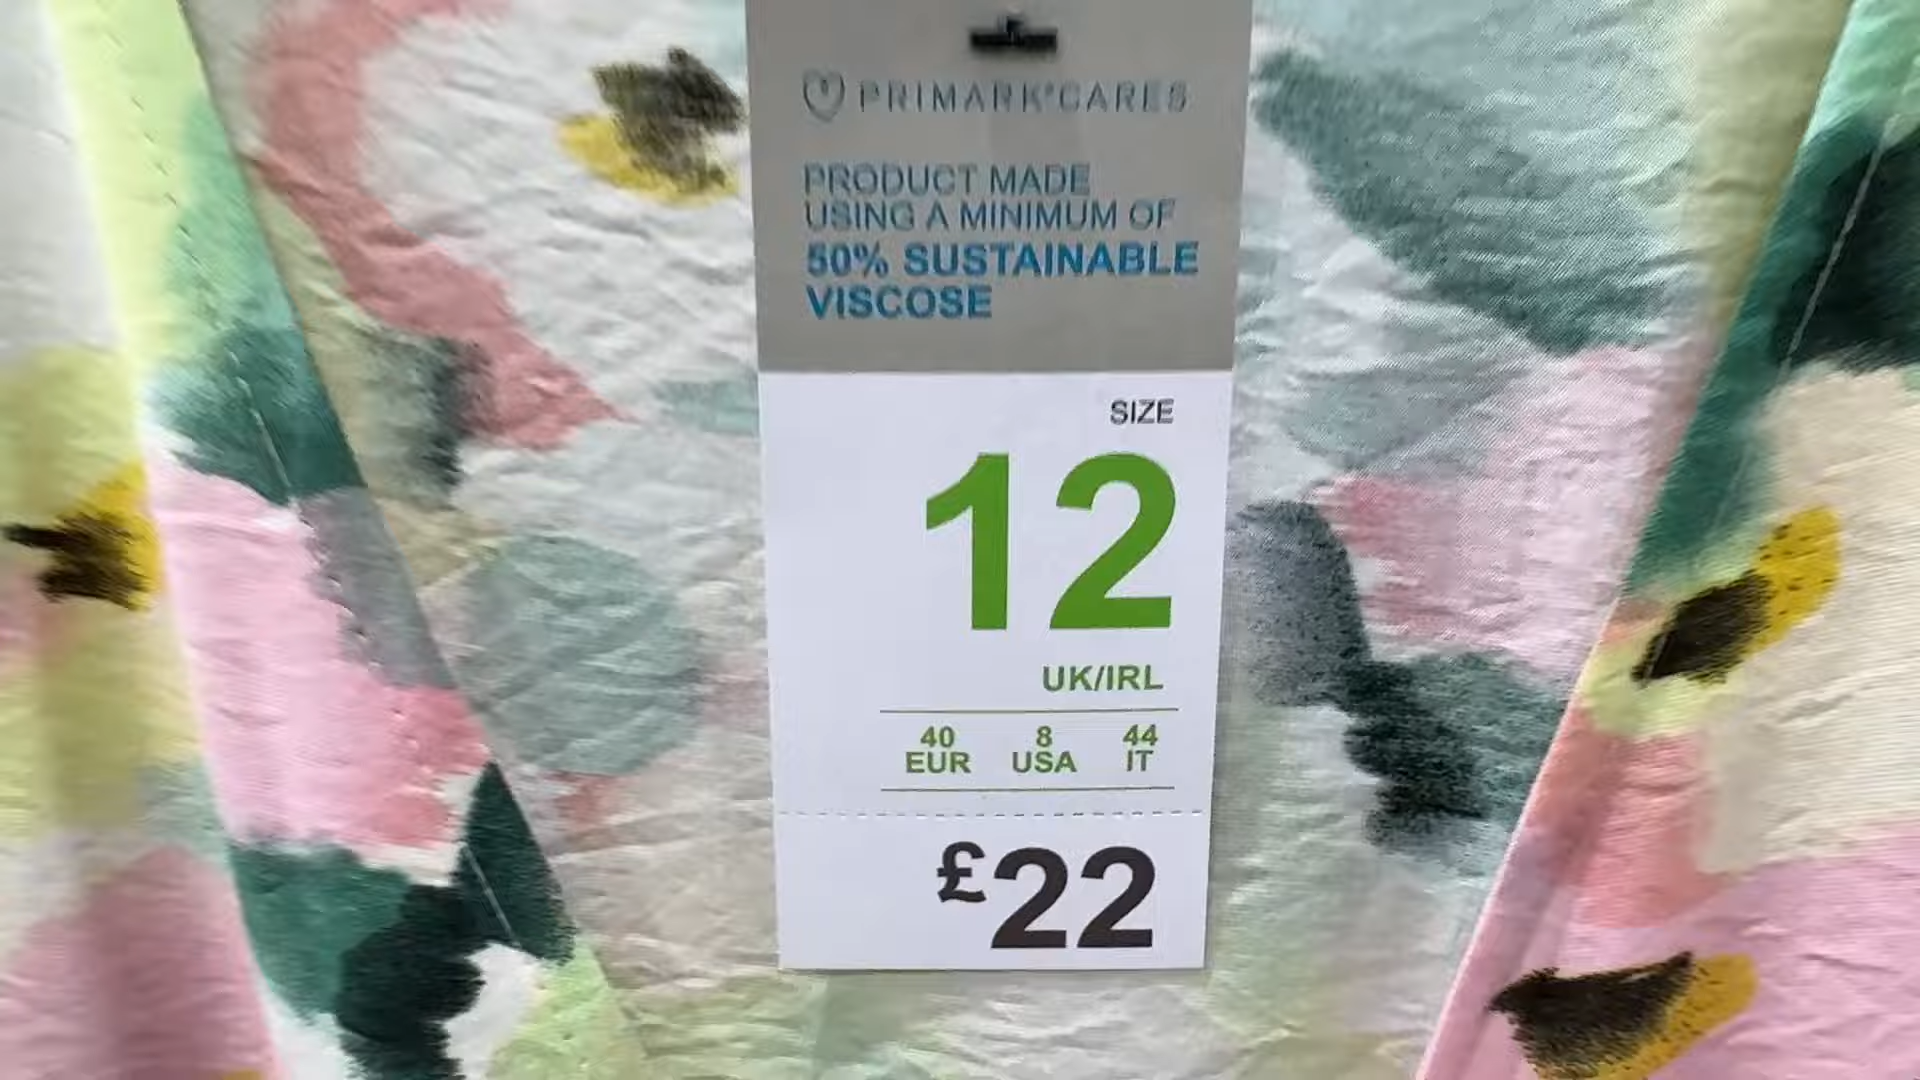 PRIMARK®CARES
PRODUCT MADE
USING A MINIMUM OF
50% SUSTAINABLE
VISCOSE
SIZE
12
UK/IRL
40 8 44
EUR USA IT
£22